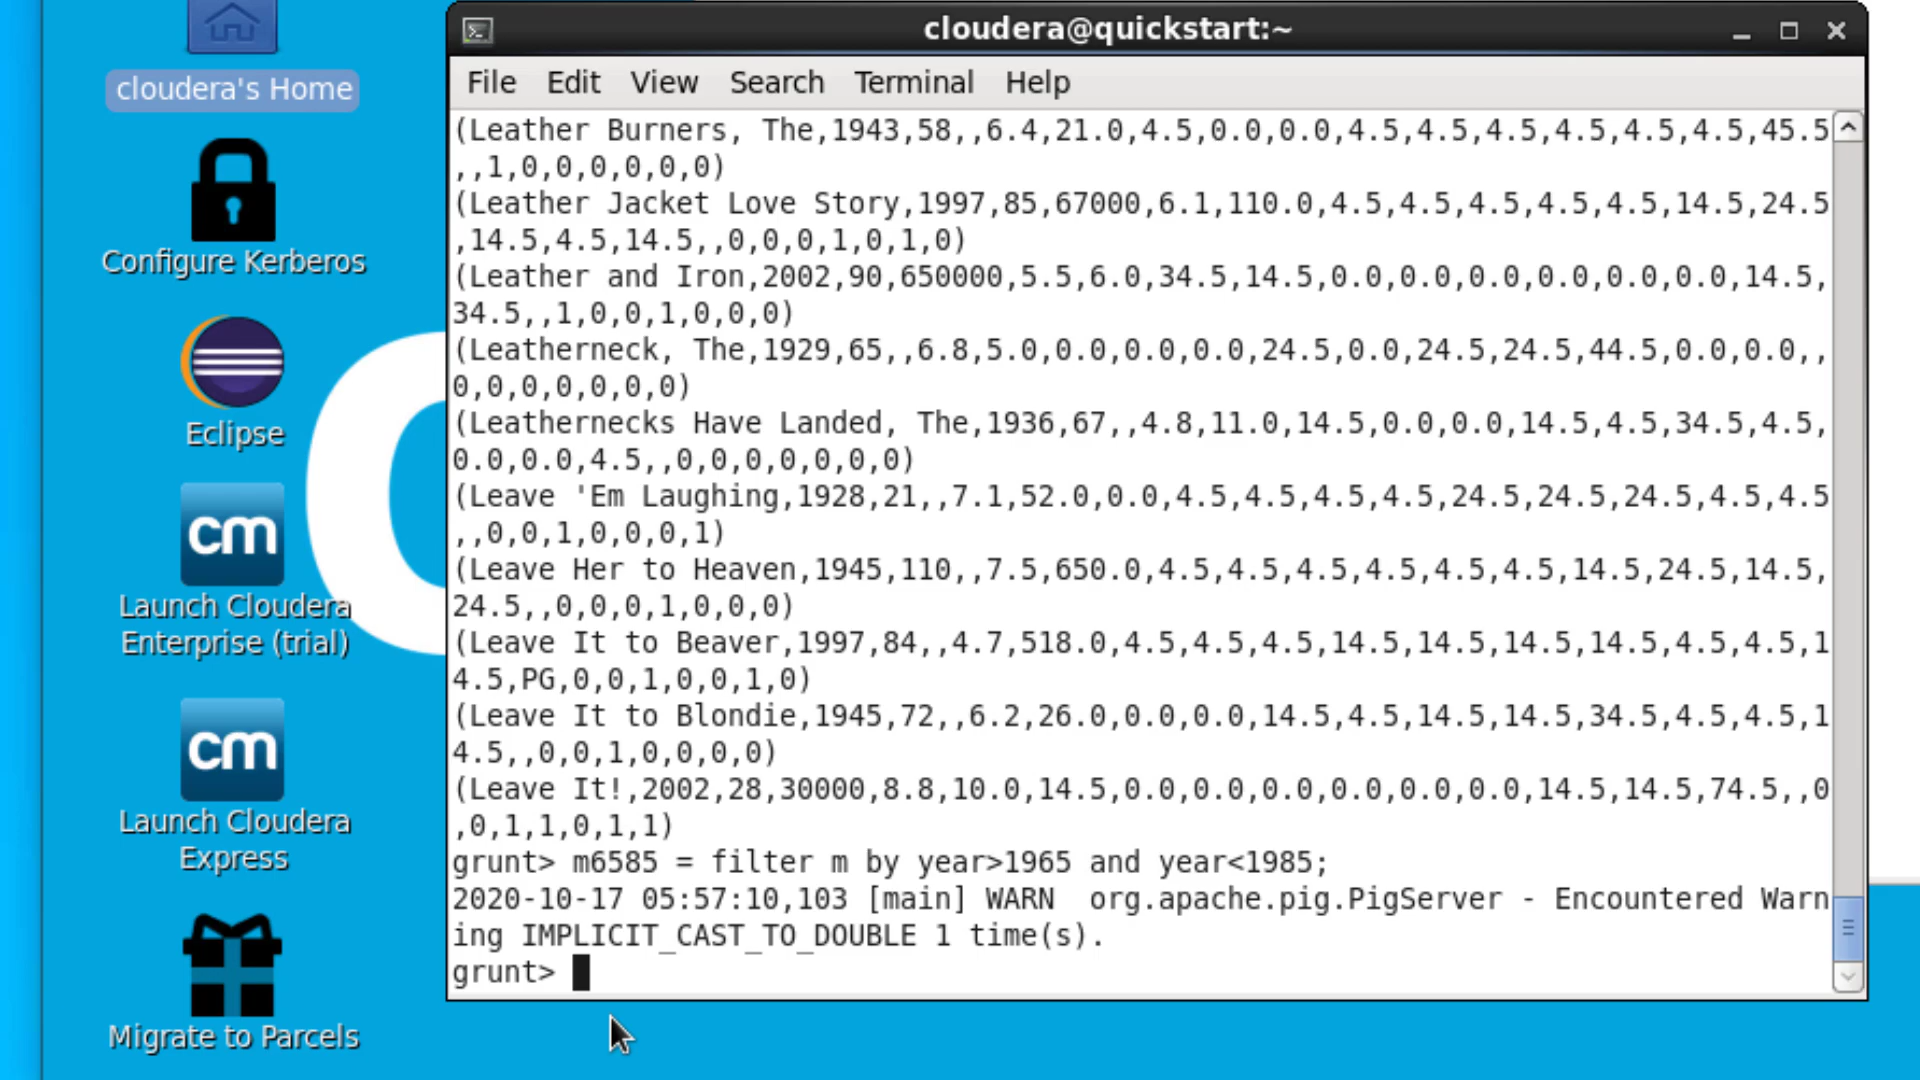 cloudera's Home
Configure Kerberos
Eclipse
cm
Launch Cloudera
Enterprise (trial)
cm
Launch Cloudera
Express
Migrate to Parcels
cloudera@quickstart:~
File Edit View Search Terminal Help
(Leather Burners, The,1943,58,,6.4,21.0,4.5,0.0,0.0,4.5,4.5,4.5,4.5,4.5,4.5,45.5
,,1,0,0,0,0,0,0)
(Leather Jacket Love Story,1997,85,67000,6.1,110.0,4.5,4.5,4.5,4.5,4.5,14.5,24.5
,14.5,4.5,14.5,,0,0,0,1,0,1,0)
(Leather and Iron,2002,90,650000,5.5,6.0,34.5,14.5,0.0,0.0,0.0,0.0,0.0,0.0,14.5,
34.5,,1,0,0,1,0,0,0)
(Leatherneck, The,1929,65,,6.8,5.0,0.0,0.0,0.0,24.5,0.0,24.5,24.5,44.5,0.0,0.0,,
0,0,0,0,0,0,0)
(Leathernecks Have Landed, The,1936,67,,4.8,11.0,14.5,0.0,0.0,14.5,4.5,34.5,4.5,
0.0,0.0,4.5,,0,0,0,0,0,0,0)
(Leave 'Em Laughing,1928,21,,7.1,52.0,0.0,4.5,4.5,4.5,4.5,24.5,24.5,24.5,4.5,4.5
,,0,0,1,0,0,0,1)
(Leave Her to Heaven,1945,110,,7.5,650.0,4.5,4.5,4.5,4.5,4.5,4.5,14.5,24.5,14.5,
24.5,,0,0,0,1,0,0,0)
(Leave It to Beaver,1997,84,,4.7,518.0,4.5,4.5,4.5,14.5,14.5,14.5,14.5,4.5,4.5,1
4.5,PG,0,0,1,0,0,1,0)
(Leave It to Blondie,1945,72,,6.2,26.0,0.0,0.0,14.5,4.5,14.5,14.5,34.5,4.5,4.5,1
4.5,,0,0,1,0,0,0,0)
(Leave It!,2002,28,30000,8.8,10.0,14.5,0.0,0.0,0.0,0.0,0.0,0.0,14.5,14.5,74.5,,0
,0,1,1,0,1,1)
grunt> m6585 = filter m by year>1965 and year<1985;
2020-10-17 05:57:10,103 [main] WARN  org.apache.pig.PigServer - Encountered Warn
ing IMPLICIT_CAST_TO_DOUBLE 1 time(s).
grunt>